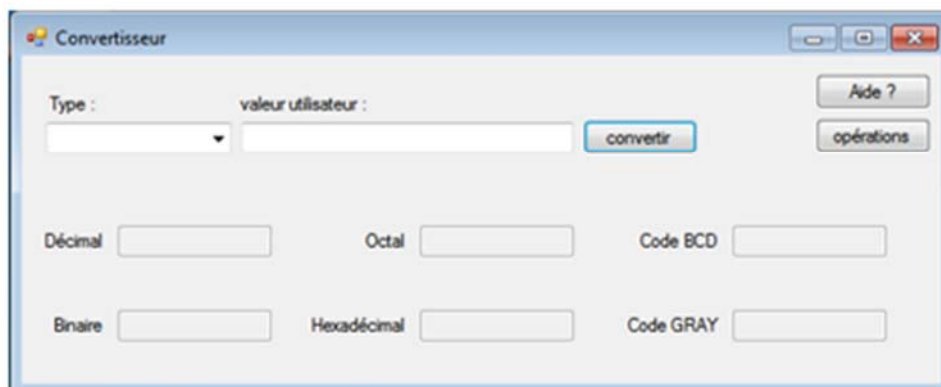 Convertisseur
Aide ?
Type :
valeur utilisateur :
convertir
opérations
Décimal
Octal
Code BCD
Binaire
Hexadécimal
Code GRAY